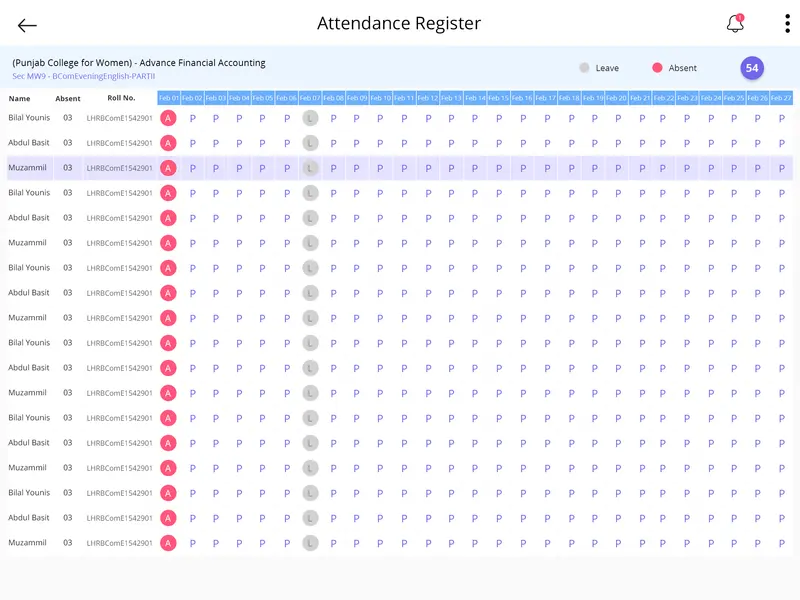 Attendance Register
1
(Punjab College for Women) - Advance Financial Accounting
Sec MW9 - BComEveningEnglish-PARTII
Leave Absent 54
Name Absent Roll No. Feb 01 Feb 02 Feb 03 Feb 04 Feb 05 Feb 06 Feb 07 Feb 08 Feb 09 Feb 10 Feb 11 Feb 12 Feb 13 Feb 14 Feb 15 Feb 16 Feb 17 Feb 18 Feb 19 Feb 20 Feb 21 Feb 22 Feb 23 Feb 24 Feb 25 Feb 26 Feb 27
Bilal Younis 03 LHRBComE1542901 A P P P P P L P P P P P P P P P P P P P P P P P P P P
Abdul Basit 03 LHRBComE1542901 A P P P P P L P P P P P P P P P P P P P P P P P P P P
Muzammil 03 LHRBComE1542901 A P P P P P L P P P P P P P P P P P P P P P P P P P P
Bilal Younis 03 LHRBComE1542901 A P P P P P L P P P P P P P P P P P P P P P P P P P P
Abdul Basit 03 LHRBComE1542901 A P P P P P L P P P P P P P P P P P P P P P P P P P P
Muzammil 03 LHRBComE1542901 A P P P P P L P P P P P P P P P P P P P P P P P P P P
Bilal Younis 03 LHRBComE1542901 A P P P P P L P P P P P P P P P P P P P P P P P P P P
Abdul Basit 03 LHRBComE1542901 A P P P P P L P P P P P P P P P P P P P P P P P P P P
Muzammil 03 LHRBComE1542901 A P P P P P L P P P P P P P P P P P P P P P P P P P P
Bilal Younis 03 LHRBComE1542901 A P P P P P L P P P P P P P P P P P P P P P P P P P P
Abdul Basit 03 LHRBComE1542901 A P P P P P L P P P P P P P P P P P P P P P P P P P P
Muzammil 03 LHRBComE1542901 A P P P P P L P P P P P P P P P P P P P P P P P P P P
Bilal Younis 03 LHRBComE1542901 A P P P P P L P P P P P P P P P P P P P P P P P P P P
Abdul Basit 03 LHRBComE1542901 A P P P P P L P P P P P P P P P P P P P P P P P P P P
Muzammil 03 LHRBComE1542901 A P P P P P L P P P P P P P P P P P P P P P P P P P P
Bilal Younis 03 LHRBComE1542901 A P P P P P L P P P P P P P P P P P P P P P P P P P P
Abdul Basit 03 LHRBComE1542901 A P P P P P L P P P P P P P P P P P P P P P P P P P P
Muzammil 03 LHRBComE1542901 A P P P P P L P P P P P P P P P P P P P P P P P P P P